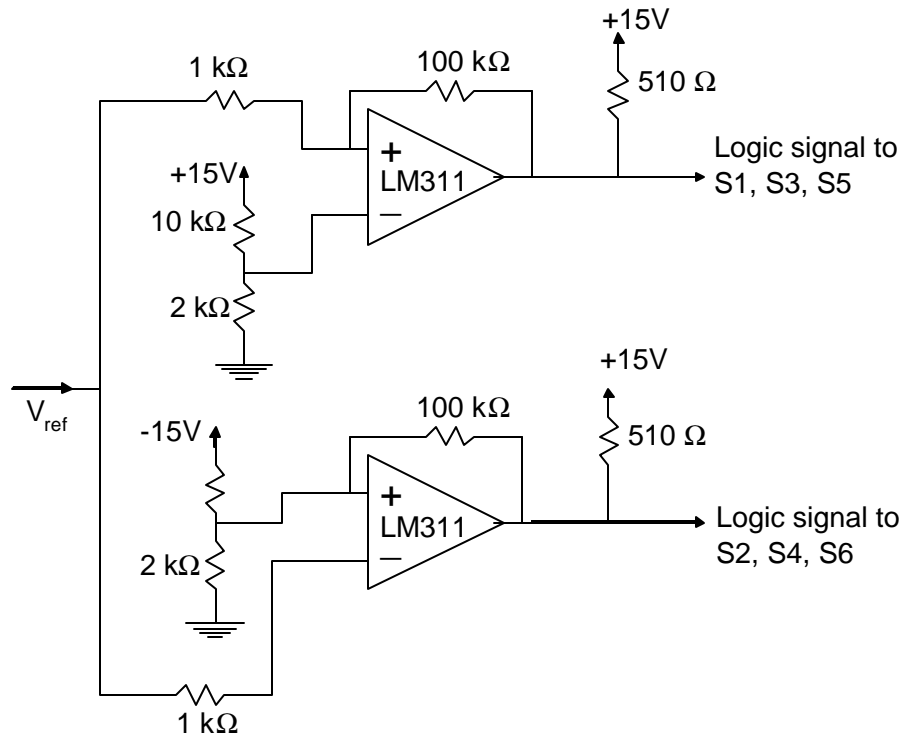 +15V
1 kΩ
100 kΩ
510 Ω
+
LM311
−
Logic signal to
S1, S3, S5
+15V
10 kΩ
2 kΩ
V_ref
+15V
100 kΩ
510 Ω
-15V
+
LM311
−
Logic signal to
S2, S4, S6
2 kΩ
1 kΩ